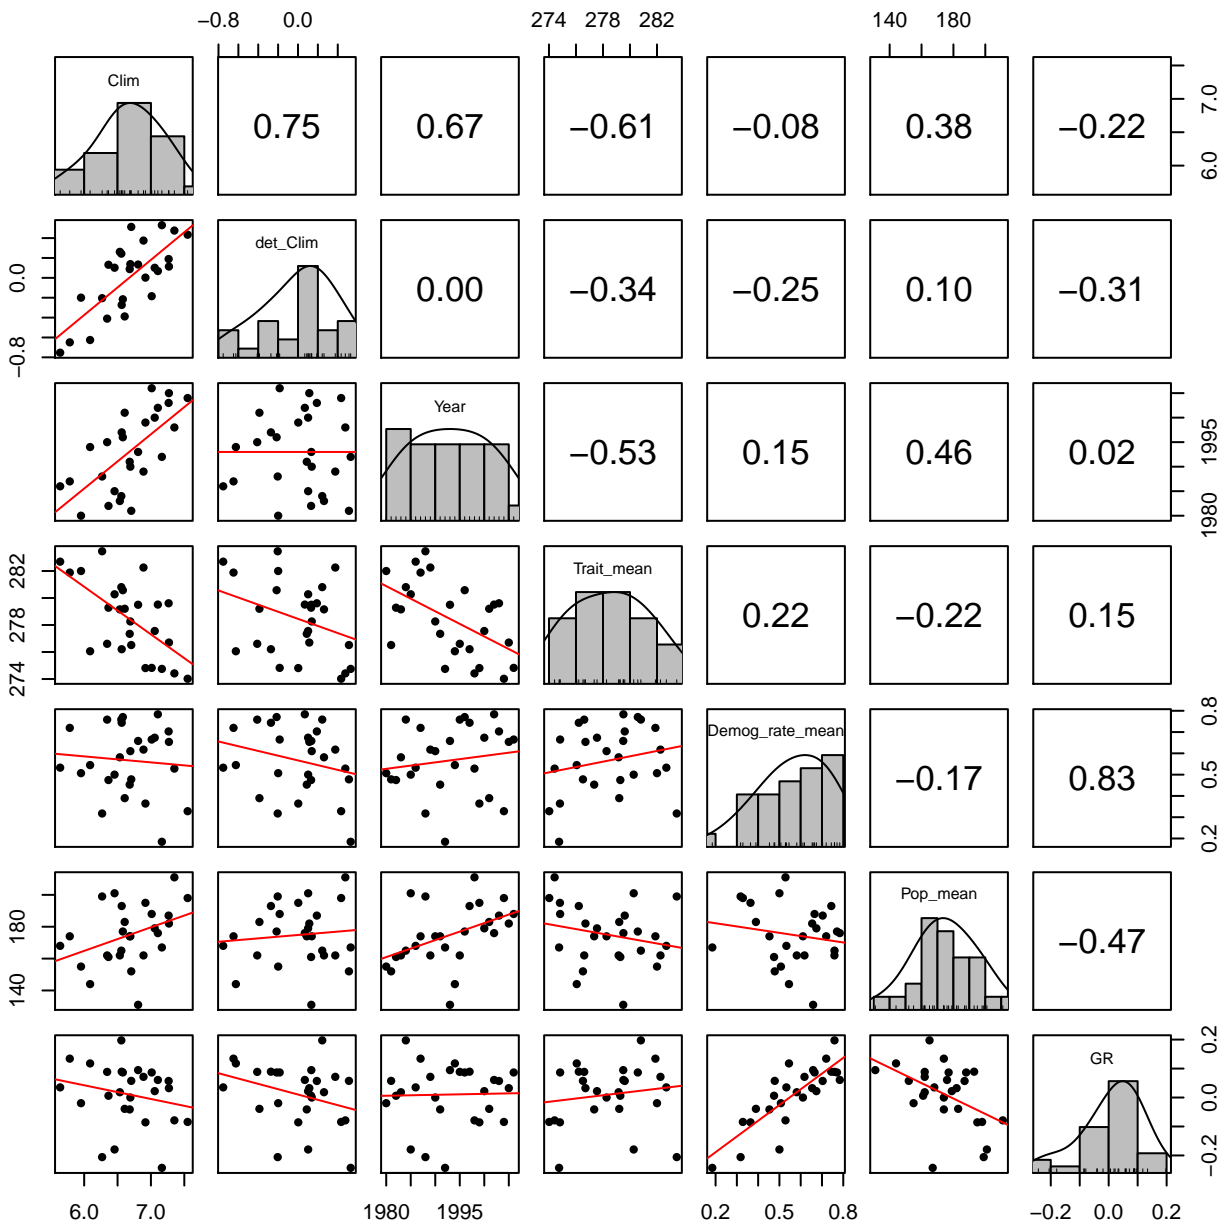 −0.8 0.0 274 278 282 140 180
Clim 0.75 0.67 −0.61 −0.08 0.38 −0.22 6.0 7.0
−0.8 0.0 det_Clim 0.00 −0.34 −0.25 0.10 −0.31
Year −0.53 0.15 0.46 0.02 1980 1995
274 278 282 Trait_mean 0.22 −0.22 0.15
Demog_rate_mean −0.17 0.83 0.2 0.5 0.8
140 180 Pop_mean −0.47
GR −0.2 0.0 0.2
6.0 7.0 1980 1995 0.2 0.5 0.8 −0.2 0.0 0.2